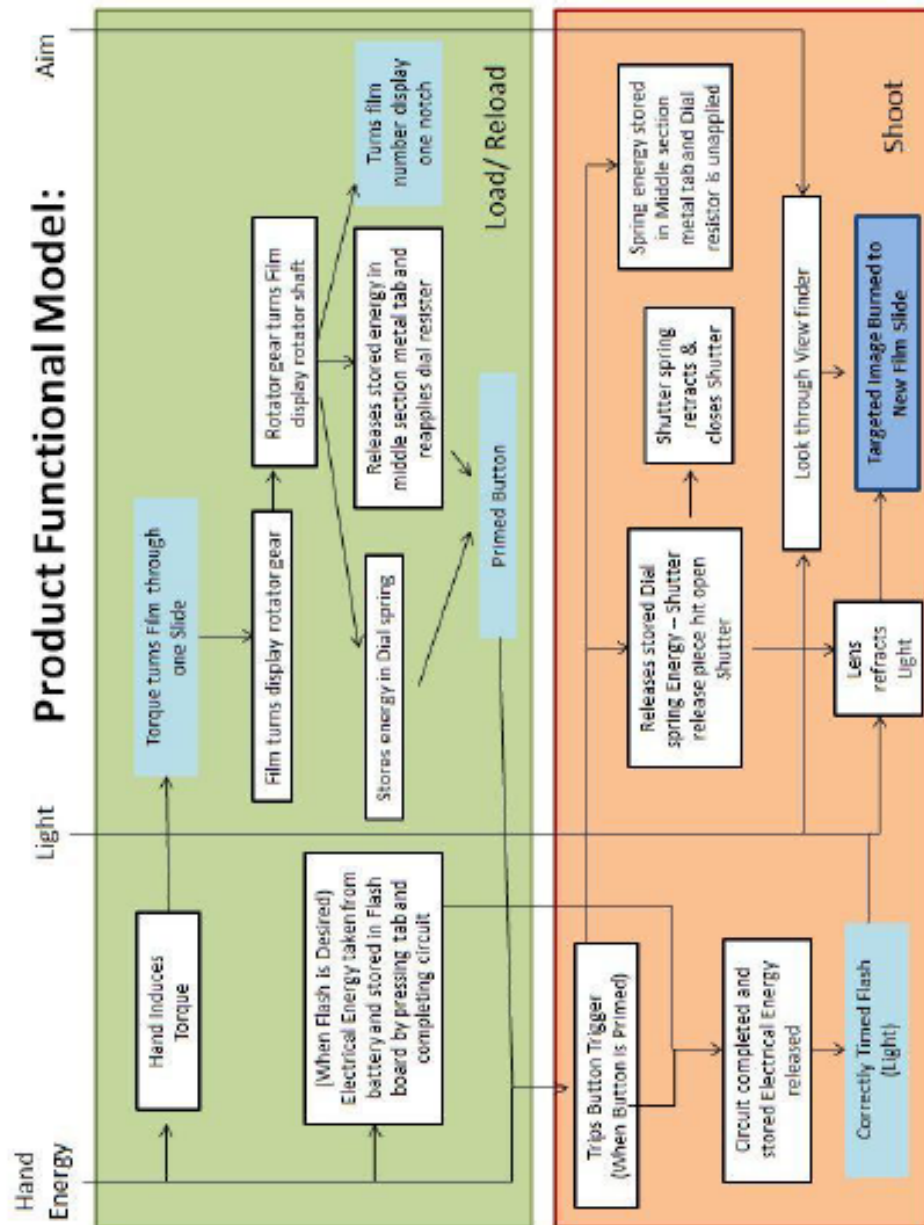 Product Functional Model:
Hand
Energy
Light
Aim
Hand Induces
Torque
Torque turns Film through
one Slide
Film turns display rotator gear
Rotator gear turns Film
display rotator shaft
[When Flash is Desired)
Electrical Energy taken from
battery and stored in Flash
board by pressing tab and
completing circuit
Stores energy in Dial spring
Releases stored energy in
middle section metal tab and
reapplies dial resister
Turns film
number display
one notch
Primed Button
Load/ Reload
Trips Button Trigger
(When Button is Primed)
Releases stored Dial
spring Energy – Shutter
release piece hit open
Shutter
Shutter spring
retracts &
closes Shutter
Spring energy stored
in Middle section
metal tab and Dial
resistor is unapplied
Circuit completed and
stored Electrical Energy
released
Look through View finder
Correctly Timed Flash
(Light)
Lens
refracts
Light
Targeted Image Burned to
New Film Slide
Shoot